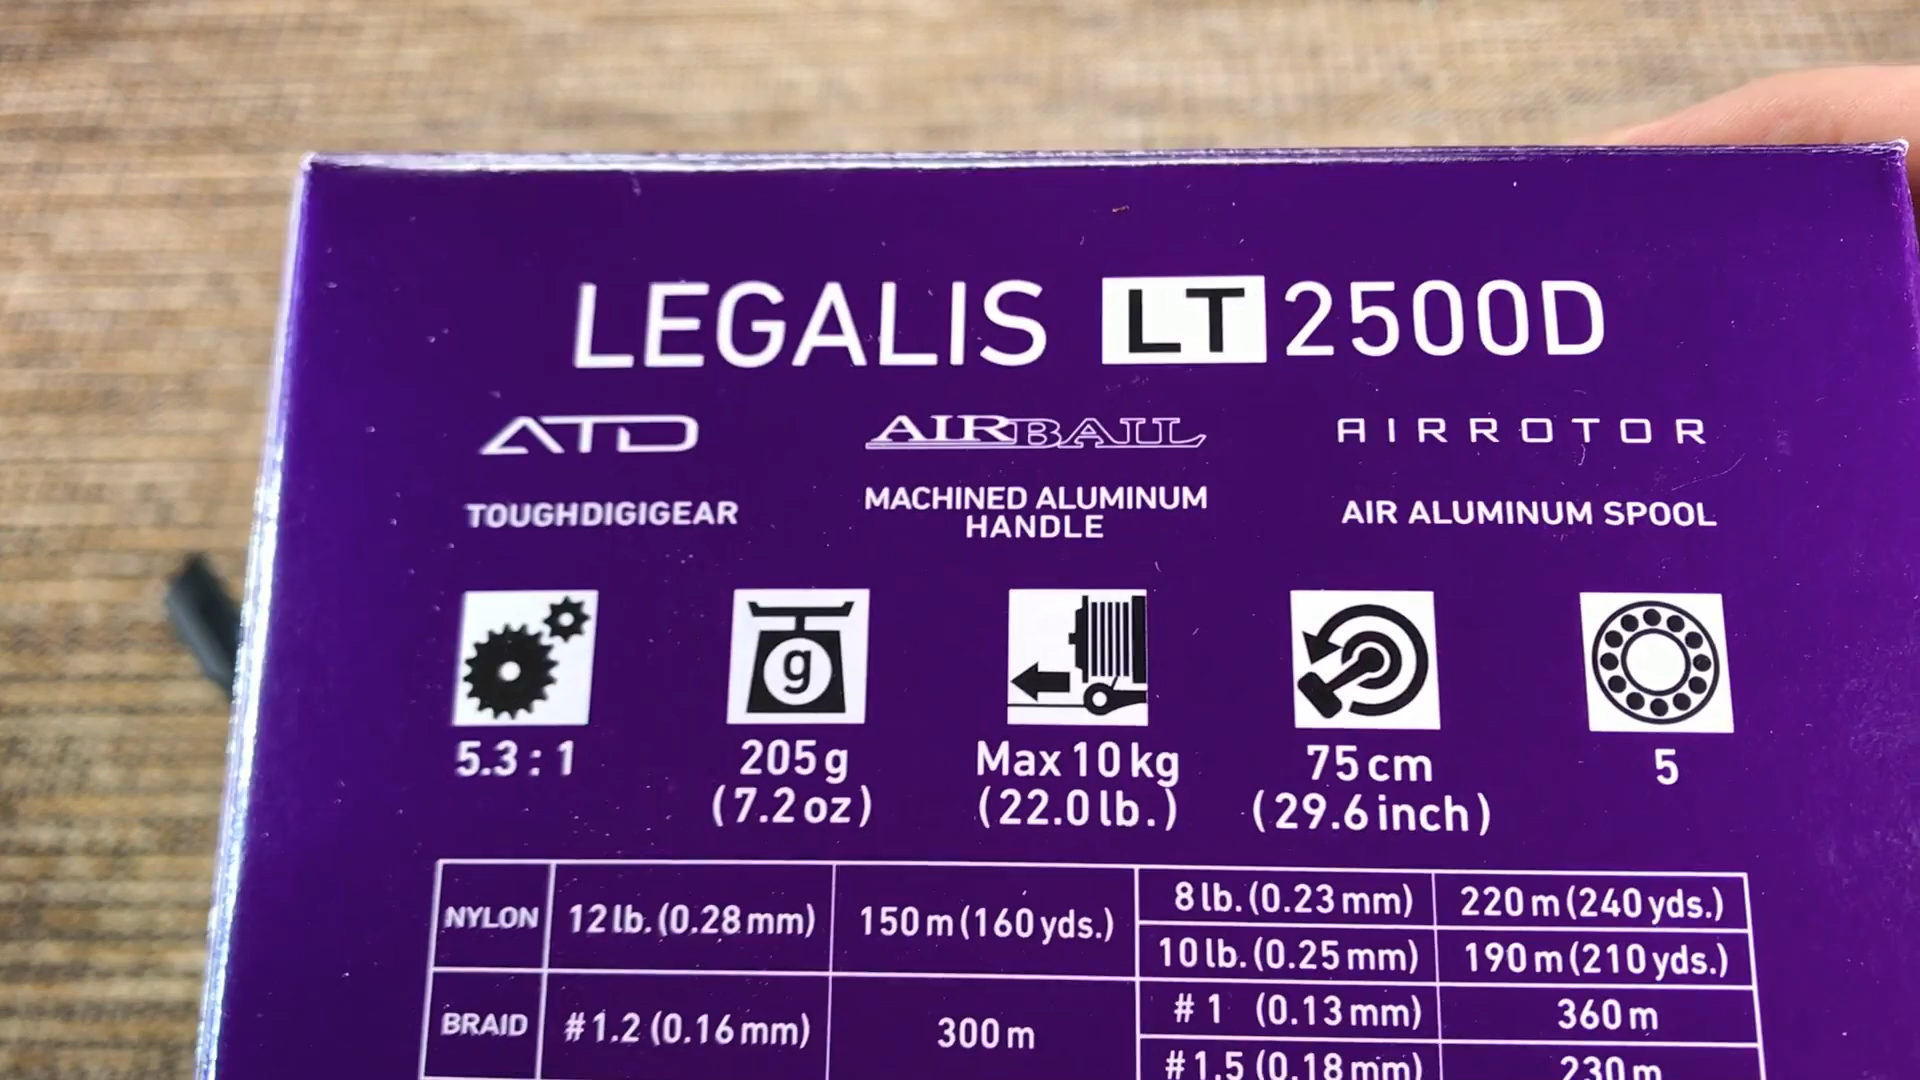 LEGALIS LT 2500D
ATD AIRBAIL AIRROTOR
TOUGHDIGIGEAR
MACHINED ALUMINUM
HANDLE
AIR ALUMINUM SPOOL
g
5.3 : 1
205g
(7.2oz)
Max 10 kg
(22.0 lb.)
75 cm
(29.6 inch)
5
NYLON 12 lb. (0.28 mm) 150 m (160 yds.)
8 lb. (0.23 mm) 220 m (240 yds.)
10 lb. (0.25 mm) 190 m (210 yds.)
BRAID #1.2 (0.16 mm) 300 m
#1 (0.13 mm) 360 m
#1.5 (0.18 mm) 230 m